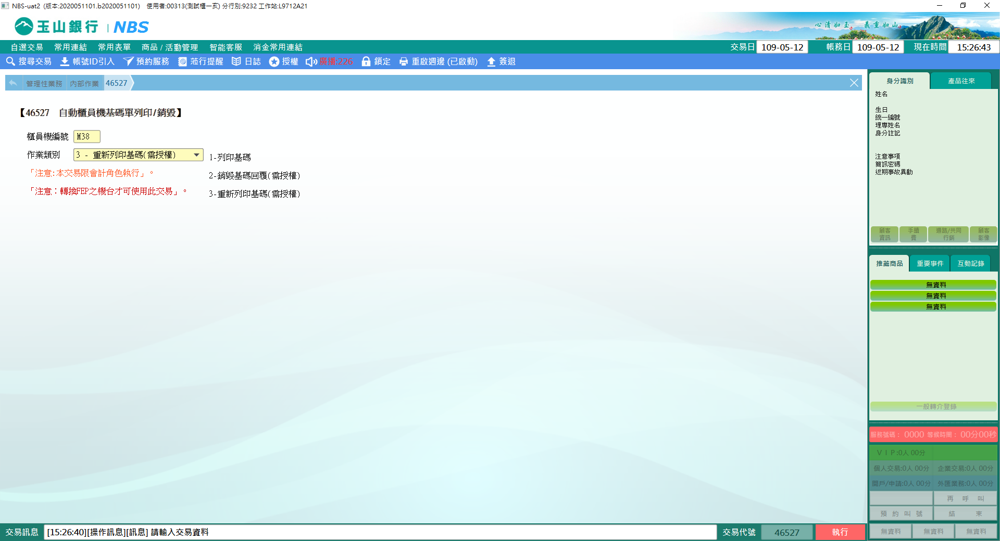 NBS-uat2 (版本:2020051101.b2020051101) 使用者:00313(測試櫃一亥) 分行別:9232 工作站:L9712A21
玉山銀行 | NBS
心清如玉。 義重如山。
自選交易 常用連結 常用表單 商品 / 活動管理 智能客服 消金常用連結 交易日 109-05-12 帳務日 109-05-12 現在時間 15:26:43
搜尋交易 帳號ID引入 預約服務 蒞行提醒 日誌 授權 廣播:226 鎖定 重啟週邊 (已啟動) 簽退
管理性業務 內部作業 46527
【46527 自動櫃員機基碼單列印/銷毀】
櫃員機編號 M38
作業類別 3 - 重新列印基碼(需授權) 1-列印基碼
「注意:本交易限會計角色執行」。 2-銷毀基碼回覆(需授權)
「注意：轉換FEP之機台才可使用此交易」。 3-重新列印基碼(需授權)
身分識別 產品往來
姓名
生日
統一編號
理專姓名
身分註記
注意事項
簡訊密碼
近期事故異動
顧客資訊 手續費 通路/共同行銷 顧客影像
推薦商品 重要事件 互動記錄
無資料
無資料
無資料
一般轉介登錄
服務號碼： 0000 等候時間： 00分00秒
ＶＩＰ:0人 00分
個人交易:0人 00分 企業交易:0人 00分
開戶/申請:0人 00分 外匯業務:0人 00分
再 呼 叫
預 約 叫 號 結 束
無資料 無資料 無資料
交易訊息 [15:26:40][操作訊息][訊息] 請輸入交易資料 交易代號 46527 執行